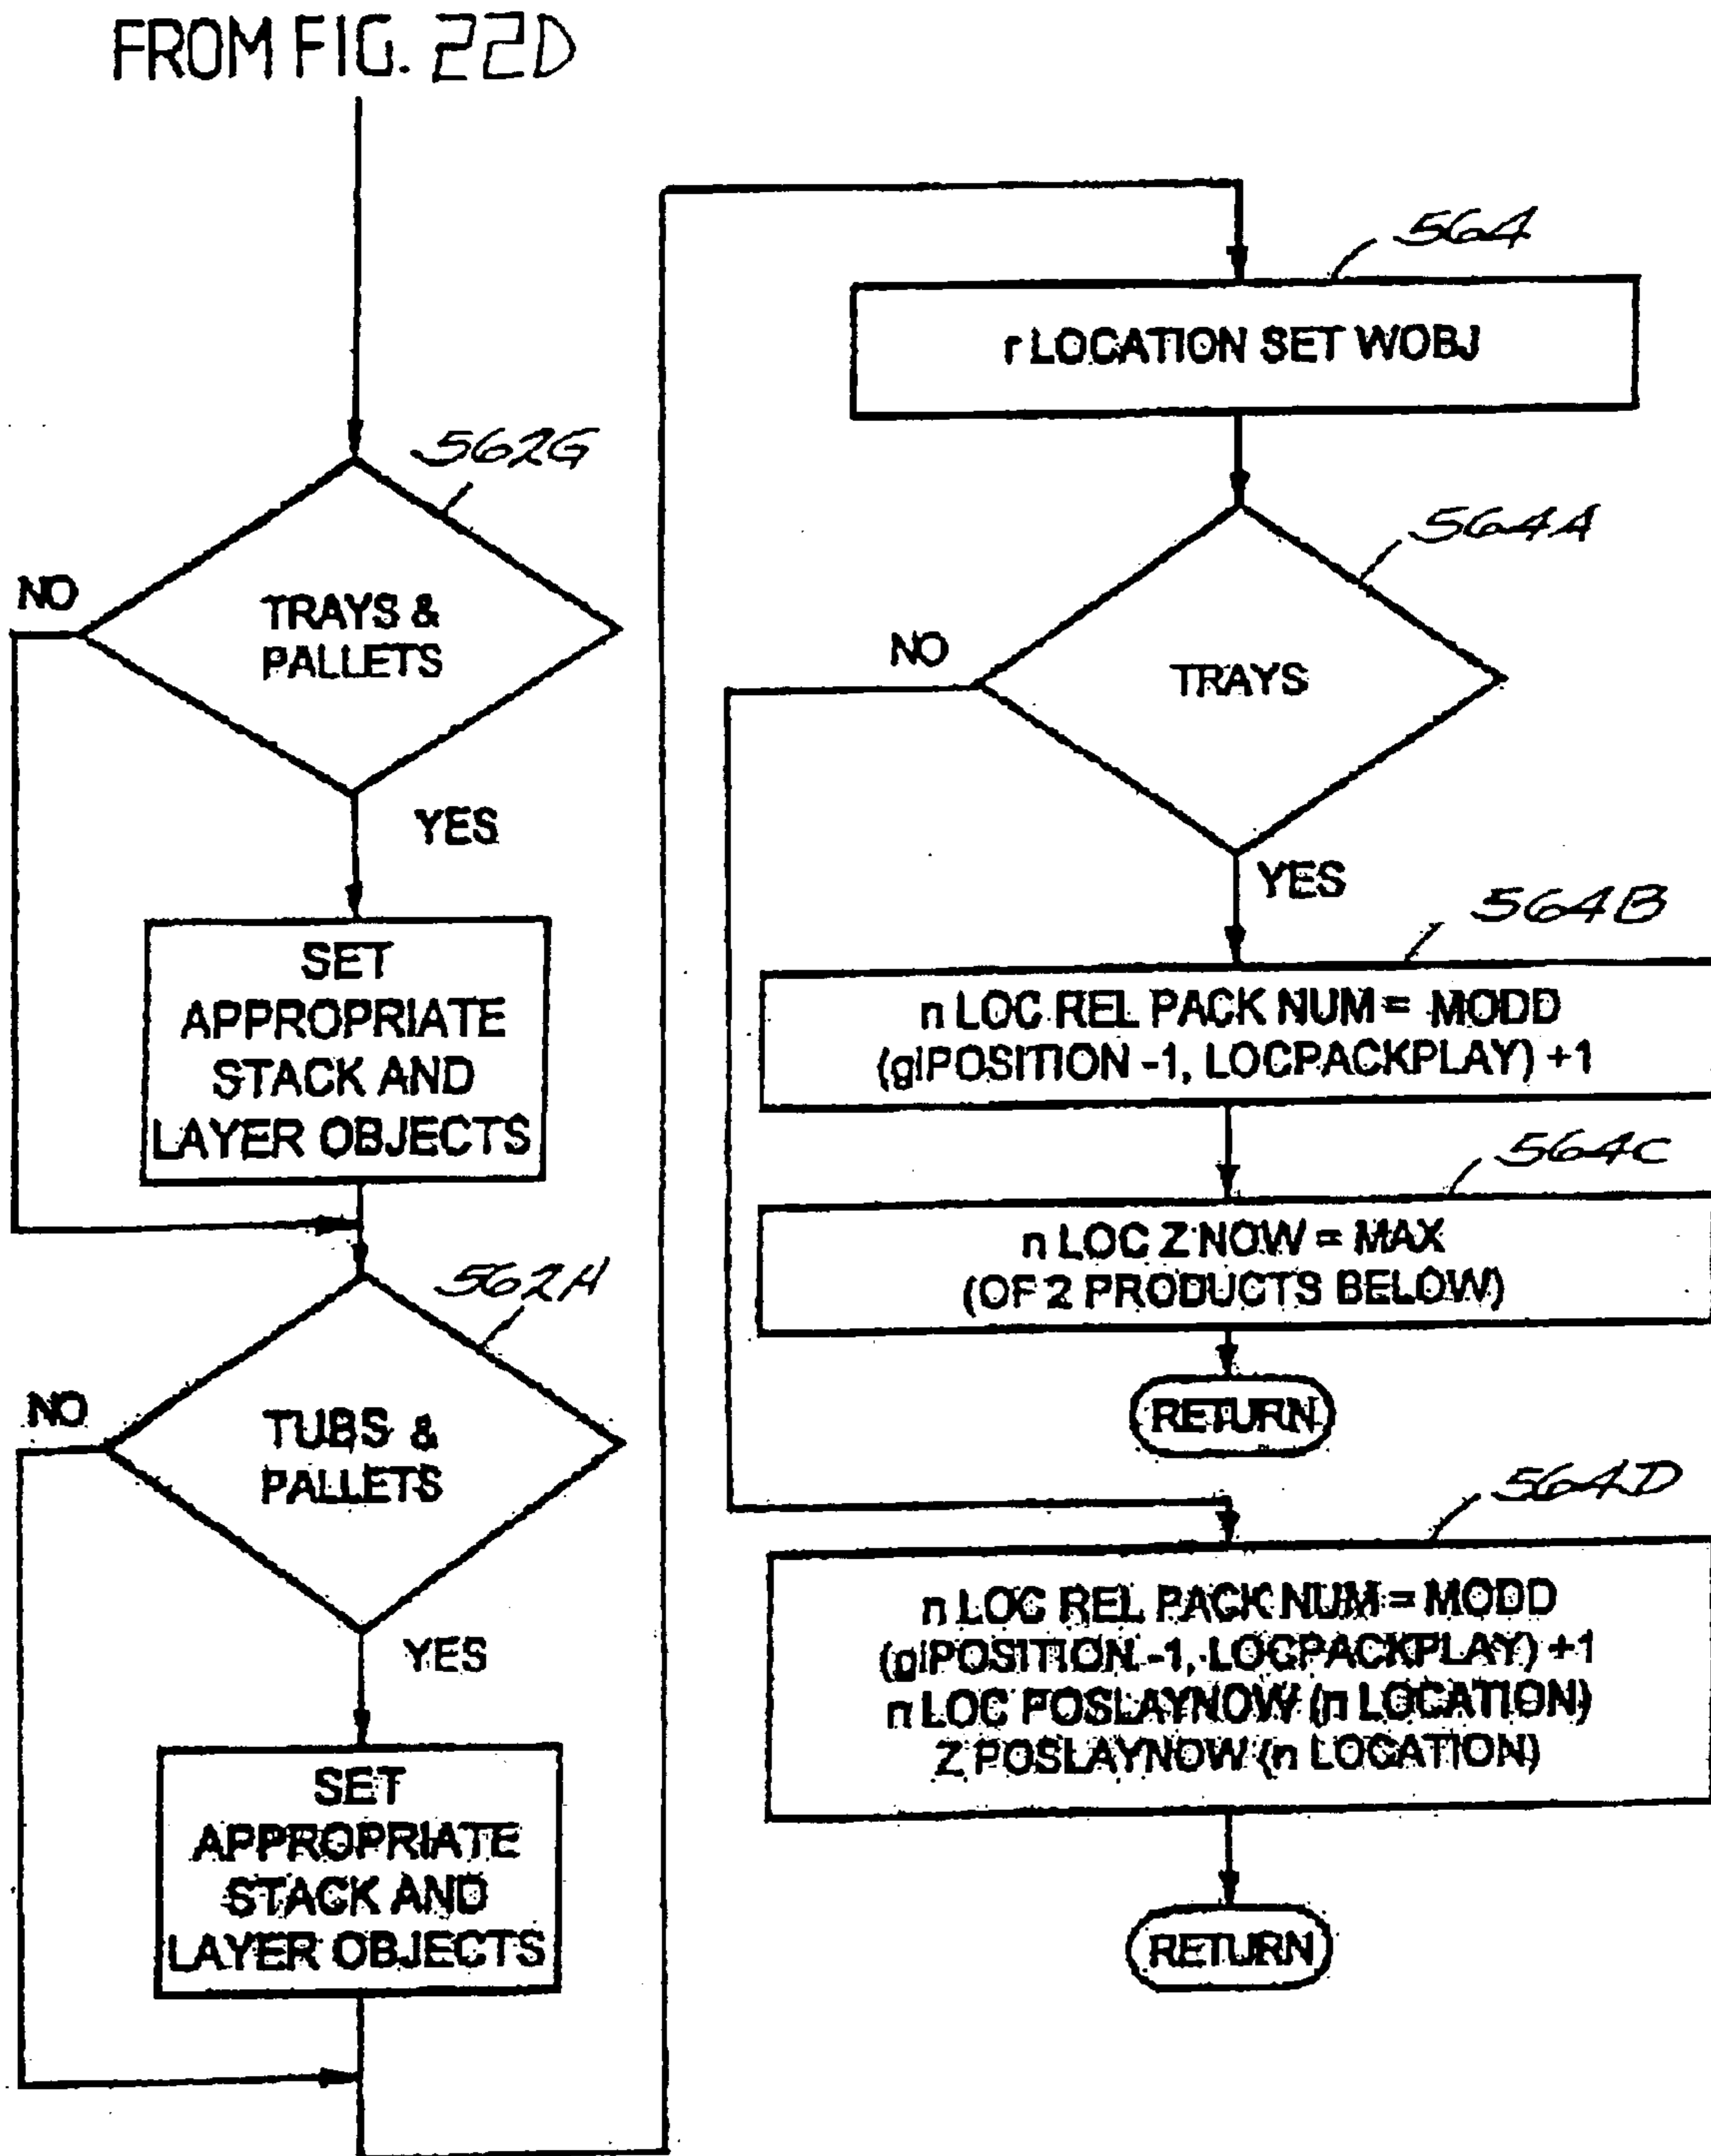 FROM FIG. 22D
562G
NO
TRAYS &
PALLETS
YES
SET
APPROPRIATE
STACK AND
LAYER OBJECTS
562H
NO
TUBS &
PALLETS
YES
SET
APPROPRIATE
STACK AND
LAYER OBJECTS
564
r LOCATION SET WOBJ
564A
NO
TRAYS
YES
564B
n LOC REL PACK NUM = MODD
(glPOSITION -1, LOCPACKPLAY) +1
564C
n LOC Z NOW = MAX
(OF 2 PRODUCTS BELOW)
RETURN
564D
n LOC REL PACK NUM = MODD
(glPOSITION -1, LOCPACKPLAY) +1
n LOC POSLAYNOW (n LOCATION)
Z POSLAYNOW (n LOCATION)
RETURN